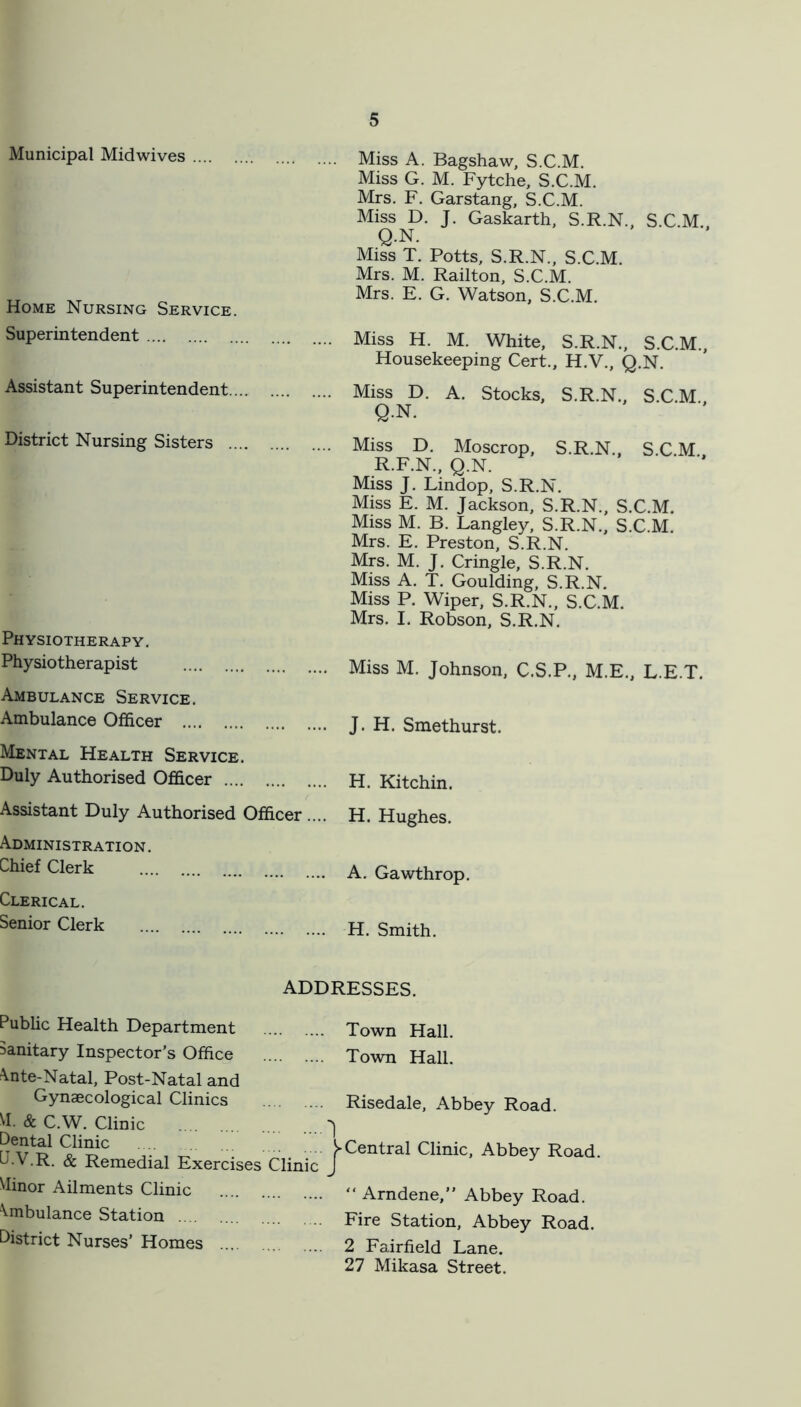 5
Municipal Midwives .... .... .... .... Miss A. Bagshaw, S.C.M.
Miss G. M. Fytche, S.C.M.
Mrs. F. Garstang, S.C.M.
Miss D. J. Gaskarth, S.R.N., S.C.M.,
Q.N.
Miss T. Potts, S.R.N., S.C.M.
Mrs. M. Railton, S.C.M.
Mrs. E. G. Watson, S.C.M.
Home Nursing Service.
Superintendent .... .... .... .... .... Miss H. M. White, S.R.N., S.C.M.,
Housekeeping Cert., H.V., Q.N.
Assistant Superintendent.... .... .... Miss D. A. Stocks, S.R.N., S.C.M.,
Q.N.
District Nursing Sisters .... .... .... Miss D. Moscrop, S.R.N., S.C.M.,
R.F.N., Q.N.
Miss J. Lindop, S.R.N.
Miss E. M. Jackson, S.R.N., S.C.M.
Miss M. B. Langley, S.R.N., S.C.M.
Mrs. E. Preston, S.R.N.
Mrs. M. J. Cringle, S.R.N.
Miss A. T. Goulding, S.R.N.
Miss P. Wiper, S.R.N., S.C.M.
Mrs. I. Robson, S.R.N.
Physiotherapy.
Physiotherapist .... .... .... .... Miss M. Johnson, C.S.P., M.E., L.E.T.
Ambulance Service.
Ambulance Officer .... .... .... .... J. H. Smethurst.
Mental Health Service.
Duly Authorised Officer .... .... .... H. Kitchin.
Assistant Duly Authorised Officer .... H. Hughes.
Administration.
Chief Clerk .... .... .... .... .... A. Gawthrop.
Clerical.
Senior Clerk .... .... .... .... .... H. Smith.
ADDRESSES.
Public Health Department .... .... Town Hall.
Sanitary Inspector's Office .... .... Town Hall.
Ante-Natal, Post-Natal and
Gynæcological Clinics .... .... Risedale, Abbey Road.
M. & C.W. Clinic .... .... .... ....
Dental Clinic .... .... .... .... } Central Clinic, Abbey Road.
U.V.R. & Remedial Exercises Clinic
Minor Ailments Clinic .... .... .... " Arndene," Abbey Road.
Ambulance Station .... .... .... .... Fire Station, Abbey Road.
District Nurses' Homes .... .... .... 2 Fairfield Lane.
27 Mikasa Street.